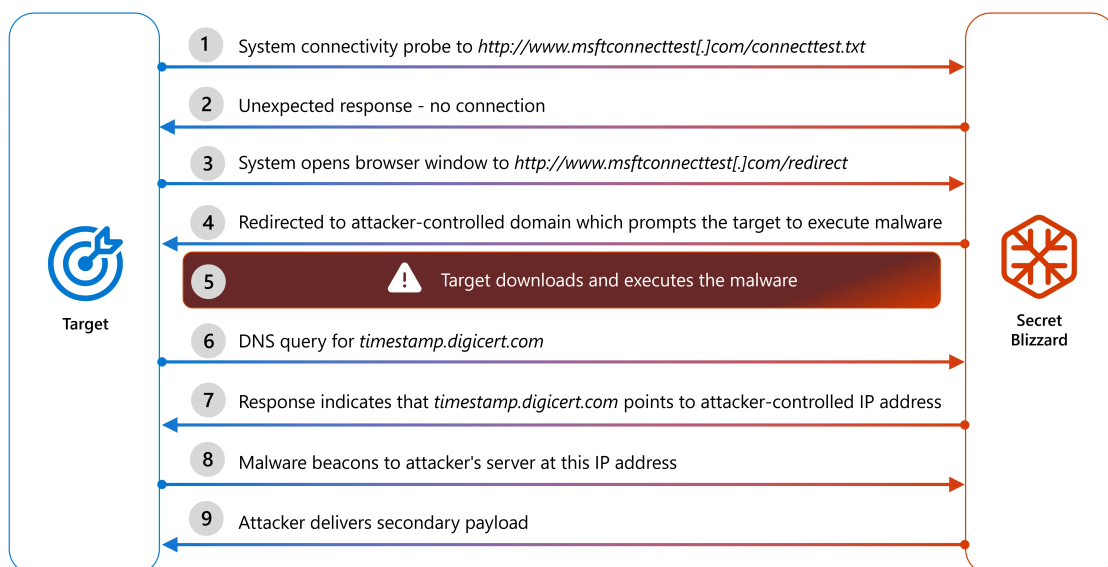 1 System connectivity probe to http://www.msftconnecttest[.]com/connecttest.txt
2 Unexpected response - no connection
3 System opens browser window to http://www.msftconnecttest[.]com/redirect
4 Redirected to attacker-controlled domain which prompts the target to execute malware
5 Target downloads and executes the malware
Target
Secret
Blizzard
6 DNS query for timestamp.digicert.com
7 Response indicates that timestamp.digicert.com points to attacker-controlled IP address
8 Malware beacons to attacker's server at this IP address
9 Attacker delivers secondary payload